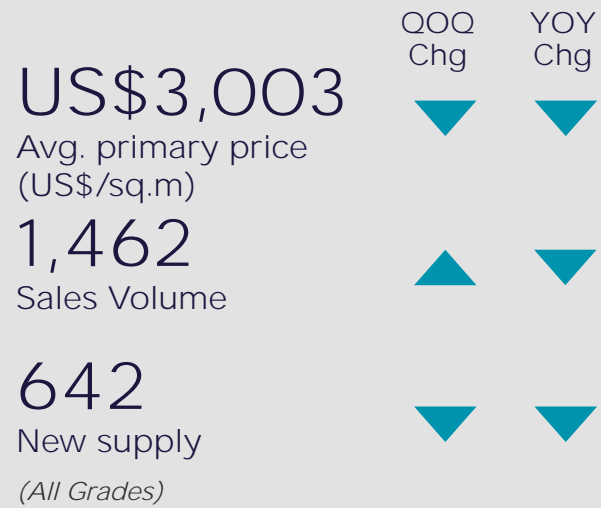 QOQ YOY
Chg Chg
US$3,003
Avg. primary price
(US$/sq.m)
1,462
Sales Volume
642
New supply
(All Grades)